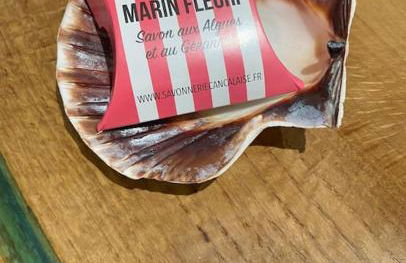 MARIN FLEURI
Savon aux Algues
et au Géranium
WWW.SAVONNERIECANCALAISE.FR